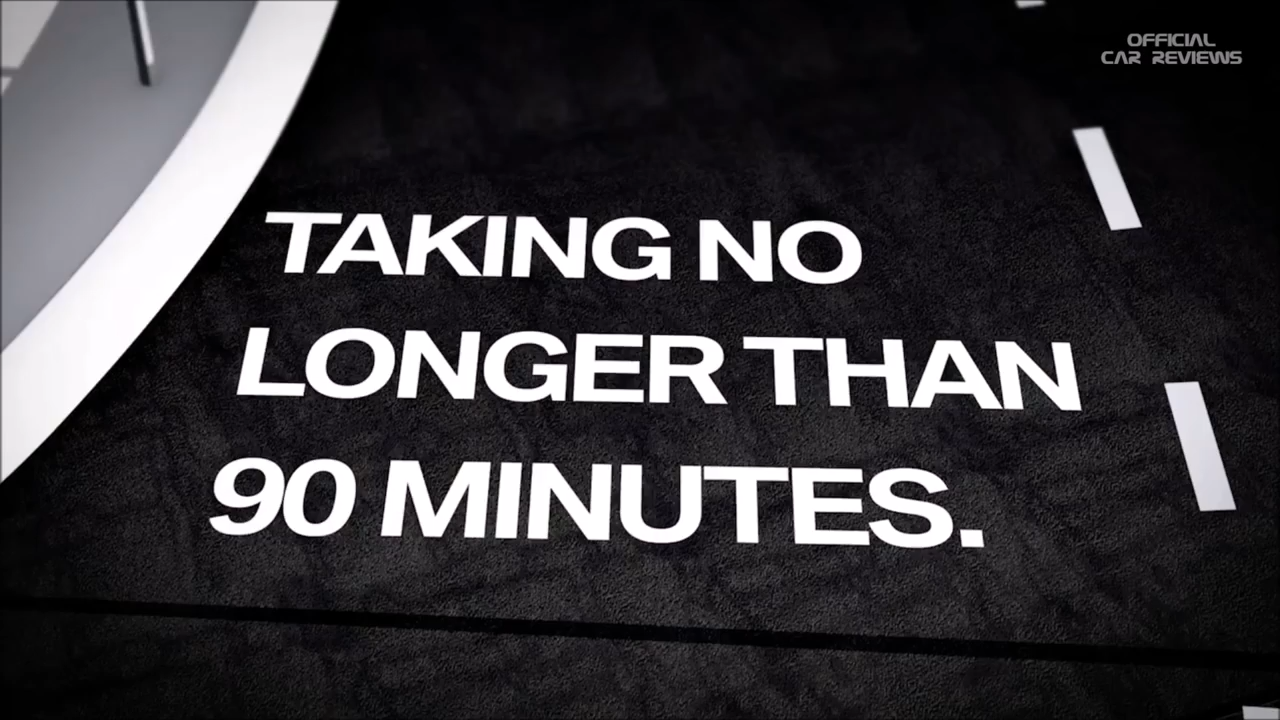 OFFICIAL
CAR REVIEWS
TAKING NO
LONGER THAN
90 MINUTES.